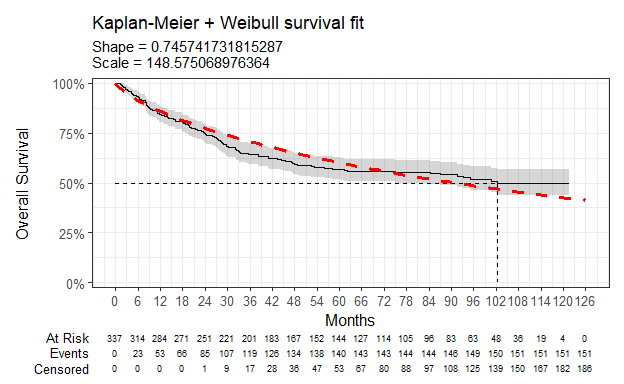 Kaplan-Meier + Weibull survival fit
Shape = 0.745741731815287
Scale = 148.575068976364
100%
75%
50%
25%
0%
Overall Survival
0 6 12 18 24 30 36 42 48 54 60 66 72 78 84 90 96 102 108 114 120 126
Months
At Risk 337 314 284 271 251 221 201 183 167 152 144 127 114 105 96 83 63 48 36 19 4 0
Events 0 23 53 66 85 107 119 126 134 138 140 143 143 143 144 144 146 149 150 151 151 151 151
Censored 0 0 0 0 1 9 17 28 36 47 53 67 80 88 97 108 125 139 150 167 182 186